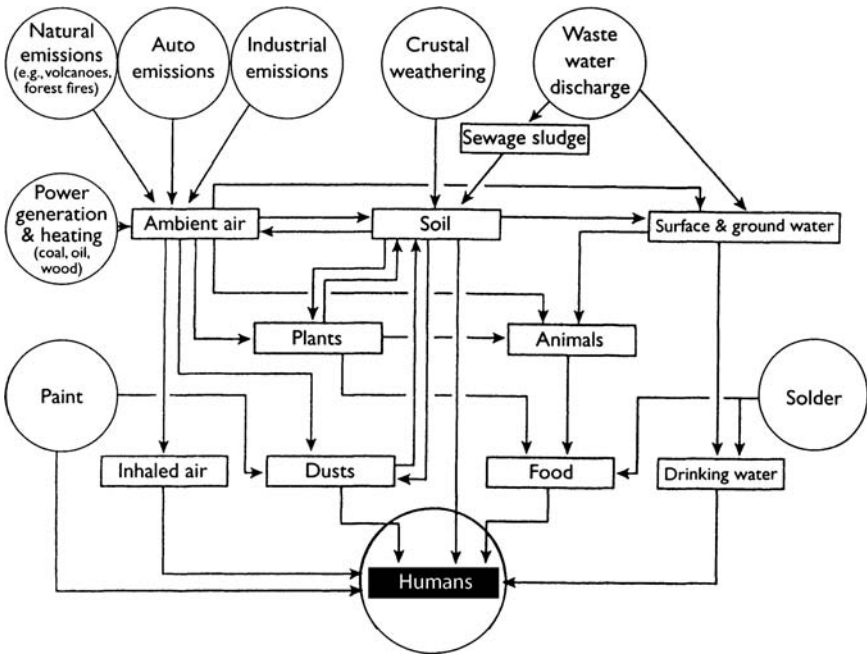 Natural
emissions
(e.g., volcanoes,
forest fires)
Auto
emissions
Industrial
emissions
Crustal
weathering
Waste
water
discharge
Sewage sludge
Power
generation
& heating
(coal, oil,
wood)
Ambient air
Soil
Surface & ground water
Plants
Animals
Paint
Solder
Inhaled air
Dusts
Food
Drinking water
Humans